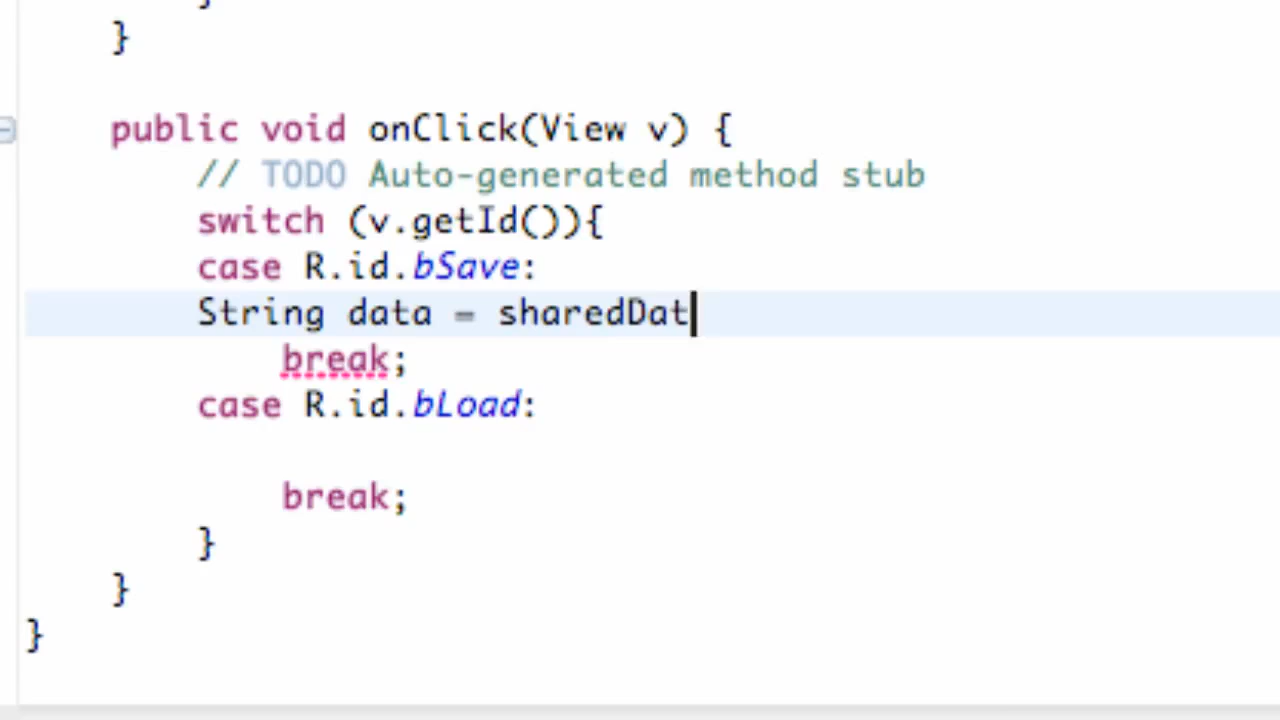 }
public void onClick(View v) {
// TODO Auto-generated method stub
switch (v.getId()){
case R.id.bSave:
String data = sharedDat
break;
case R.id.bLoad:
break;
}
}
}